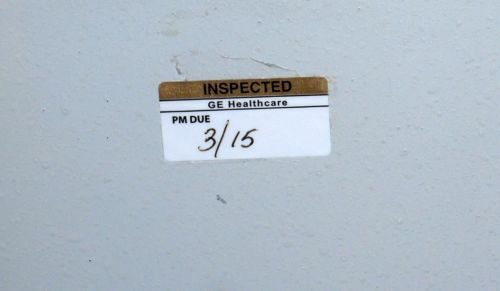 INSPECTED
GE Healthcare
PM DUE
3/15